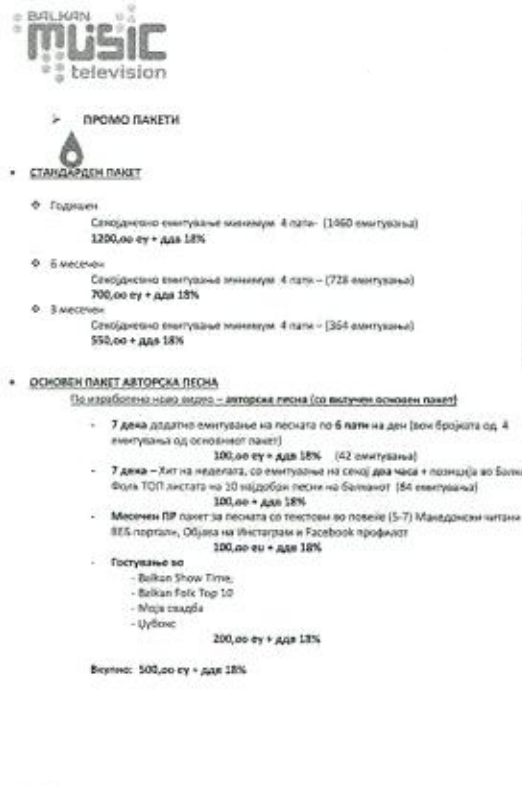 BALKAN
MUSIC
television
➢ ПРОМО ПАКЕТИ
• СТАНДАРДЕН ПАКЕТ
❖ Годишен
Секојдневно емитување минимум 4 пати- (1460 емитувања)
1200,оо еу + ддв 18%
❖ 6 месечен
Секојдневно емитување минимум 4 пати – (728 емитувања)
700,оо еу + ддв 18%
❖ 3 месечен
Секојдневно емитување минимум 4 пати – (364 емитувања)
550,оо + ддв 18%
• ОСНОВЕН ПАКЕТ АВТОРСКА ПЕСНА
По изработено ново видео – авторска песна (со вклучен основен пакет)
- 7 дена додатно емитување на песната по 6 пати на ден (вон бројката од 4
емитувања од основниот пакет)
100,оо еу + ддв 18% (42 емитувања)
- 7 дена – Хит на неделата, со емитување на секој два часа + позиција во Балкан
Фолк ТОП листата на 10 најдобри песни на балканот (84 емитувања)
100,оо + ддв 18%
- Месечен ПР пакет за песната со текстови во повеќе (5-7) Македонски читани
ВЕБ портали, Објава на Инстаграм и Facebook профилот
100,оо eu + ддв 18%
- Гостување во
- Balkan Show Time,
- Balkan Folk Top 10
- Моја свадба
- Џубокс
200,оо еу + ддв 18%
Вкупно: 500,оо еу + ддв 18%